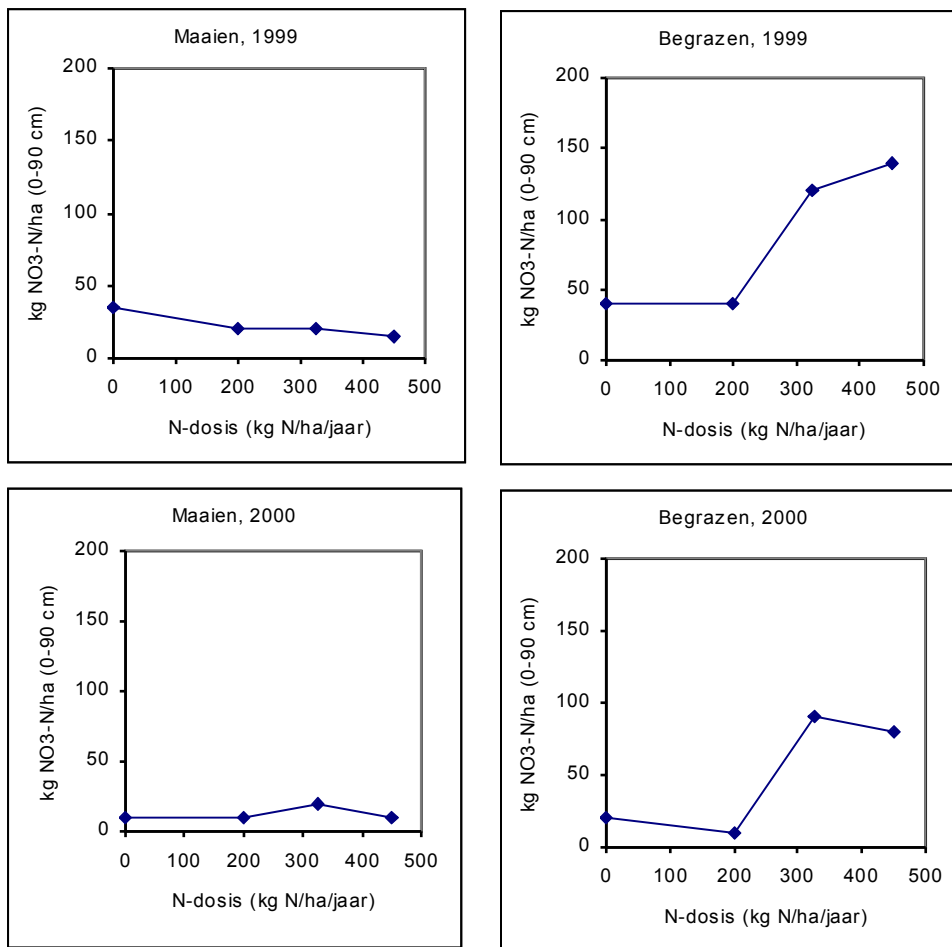 Maaien, 1999
kg NO3-N/ha (0-90 cm)
200
150
100
50
0
0 100 200 300 400 500
N-dosis (kg N/ha/jaar)
Begrazen, 1999
kg NO3-N/ha (0-90 cm)
200
150
100
50
0
0 100 200 300 400 500
N-dosis (kg N/ha/jaar)
Maaien, 2000
kg NO3-N/ha (0-90 cm)
200
150
100
50
0
0 100 200 300 400 500
N-dosis (kg N/ha/jaar)
Begrazen, 2000
kg NO3-N/ha (0-90 cm)
200
150
100
50
0
0 100 200 300 400 500
N-dosis (kg N/ha/jaar)